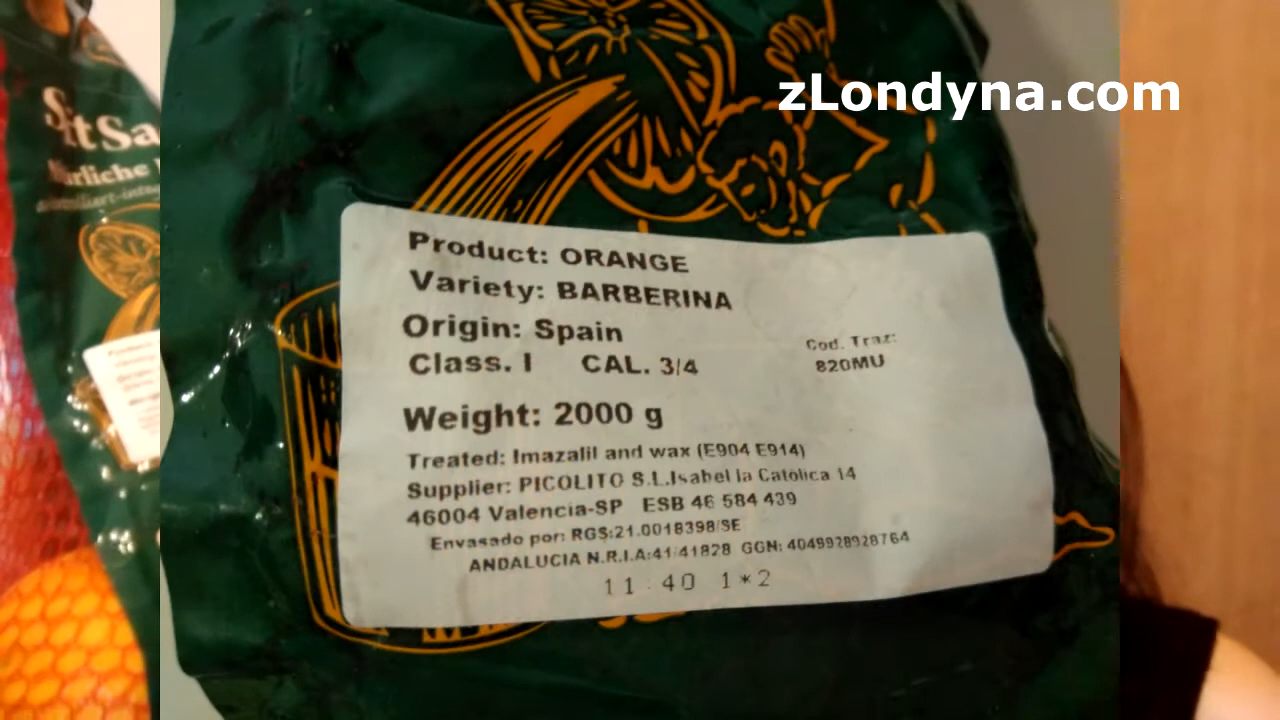 zLondyna.com
Product: ORANGE
Variety: BARBERINA
Origin: Spain
Class. I CAL. 3/4
Cod. Traz:
820MU
Weight: 2000 g
Treated: Imazalil and wax (E904 E914)
Supplier: PICOLITO S.L.Isabel la Católica 14
46004 Valencia-SP ESB 46 584 439
Envasado por: RGS:21.0018398/SE
ANDALUCIA N.R.I.A:41/41828 GGN: 4049928928764
11:40 1*2